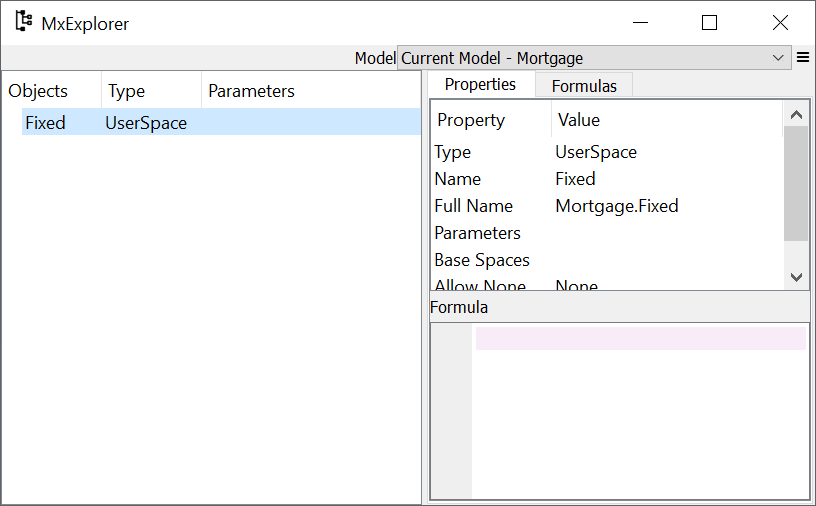 MxExplorer
Model Current Model - Mortgage
Objects Type Parameters
Fixed UserSpace
Properties Formulas
Property Value
Type UserSpace
Name Fixed
Full Name Mortgage.Fixed
Parameters
Base Spaces
Allow None None
Formula